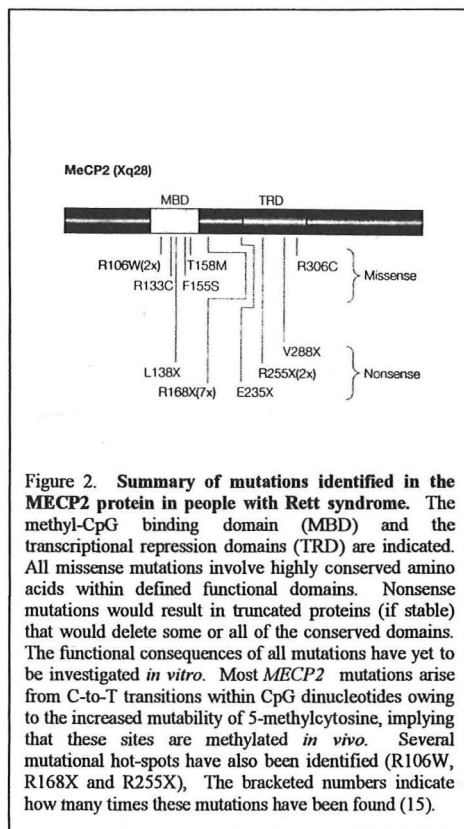 MeCP2 (Xq28)
MBD TRD
R106W(2x) T158M R306C
Missense
R133C F155S
V288X
L138X R255X(2x)
Nonsense
R168X(7x) E235X
Figure 2. Summary of mutations identified in the
MECP2 protein in people with Rett syndrome. The
methyl-CpG binding domain (MBD) and the
transcriptional repression domains (TRD) are indicated.
All missense mutations involve highly conserved amino
acids within defined functional domains. Nonsense
mutations would result in truncated proteins (if stable)
that would delete some or all of the conserved domains.
The functional consequences of all mutations have yet to
be investigated in vitro. Most MECP2 mutations arise
from C-to-T transitions within CpG dinucleotides owing
to the increased mutability of 5-methylcytosine, implying
that these sites are methylated in vivo. Several
mutational hot-spots have also been identified (R106W,
R168X and R255X), The bracketed numbers indicate
how many times these mutations have been found (15).